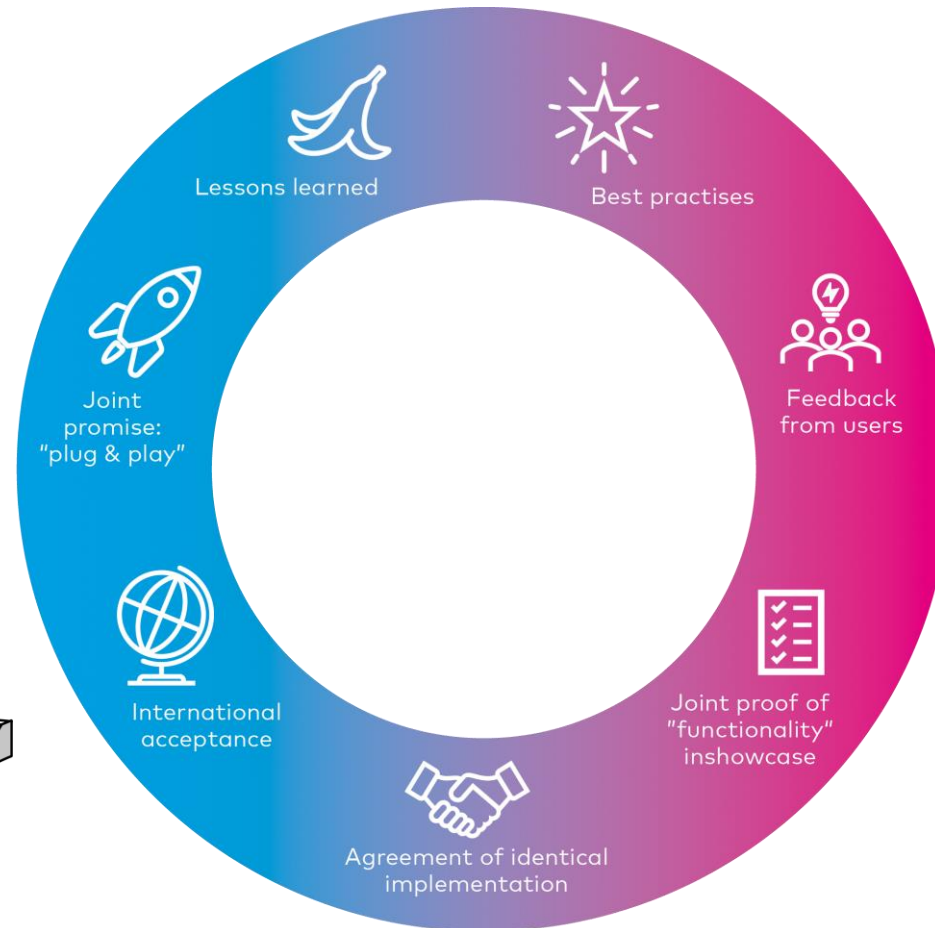 Lessons learned
Best practises
Joint
promise:
"plug & play"
Feedback
from users
International
acceptance
Joint proof of
"functionality"
inshowcase
Agreement of identical
implementation